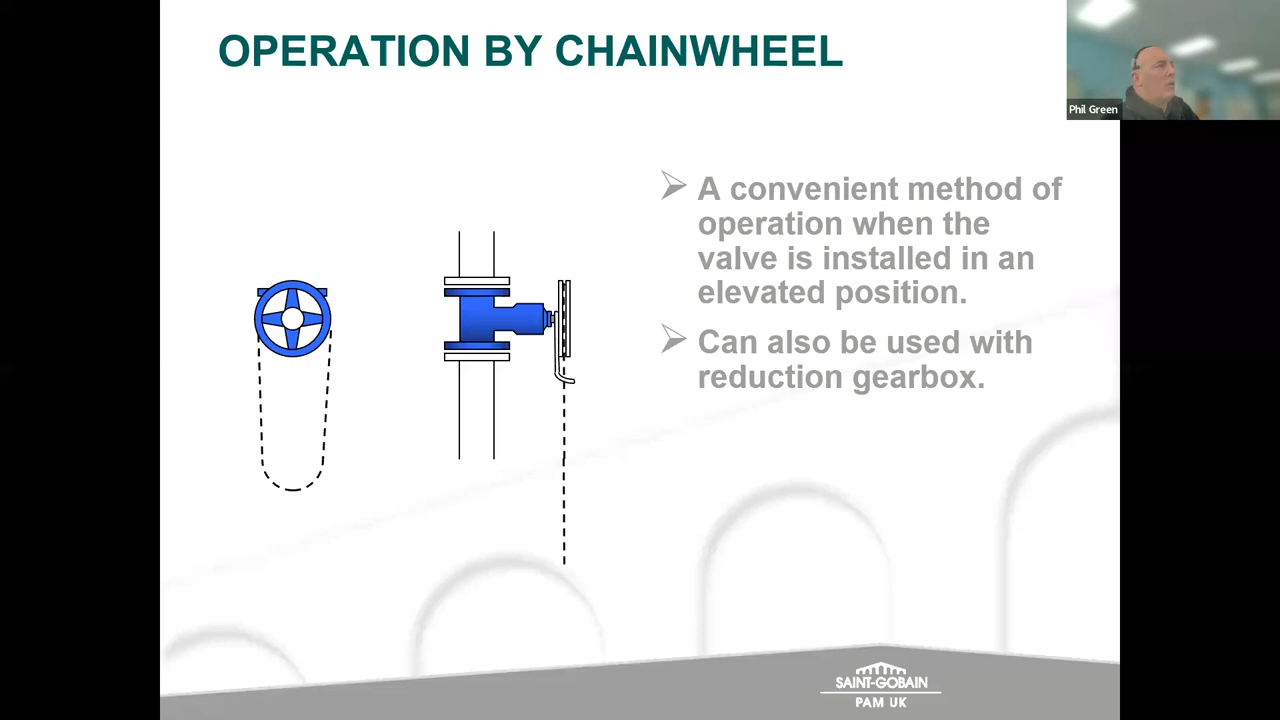 OPERATION BY CHAINWHEEL
Phil Green
A convenient method of
operation when the
valve is installed in an
elevated position.
Can also be used with
reduction gearbox.
SAINT-GOBAIN
PAM UK